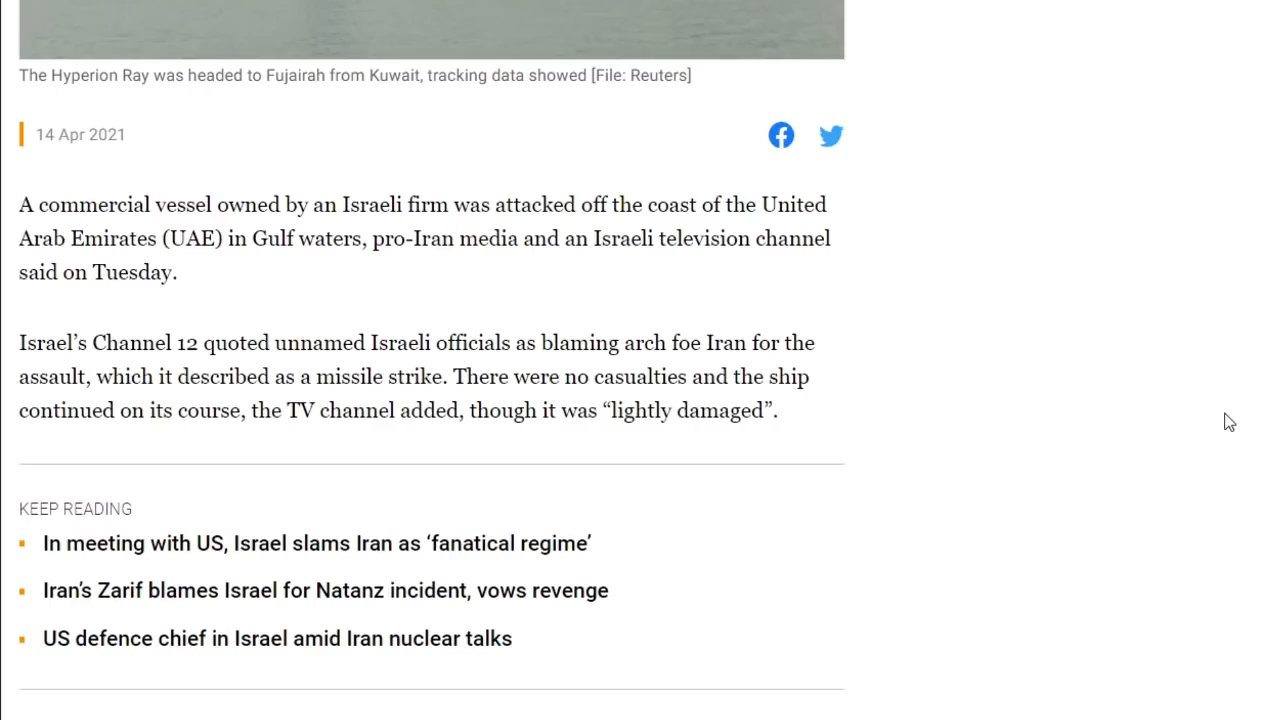 The Hyperion Ray was headed to Fujairah from Kuwait, tracking data showed [File: Reuters]
14 Apr 2021
A commercial vessel owned by an Israeli firm was attacked off the coast of the United
Arab Emirates (UAE) in Gulf waters, pro-Iran media and an Israeli television channel
said on Tuesday.
Israel’s Channel 12 quoted unnamed Israeli officials as blaming arch foe Iran for the
assault, which it described as a missile strike. There were no casualties and the ship
continued on its course, the TV channel added, though it was “lightly damaged”.
KEEP READING
In meeting with US, Israel slams Iran as ‘fanatical regime’
Iran’s Zarif blames Israel for Natanz incident, vows revenge
US defence chief in Israel amid Iran nuclear talks